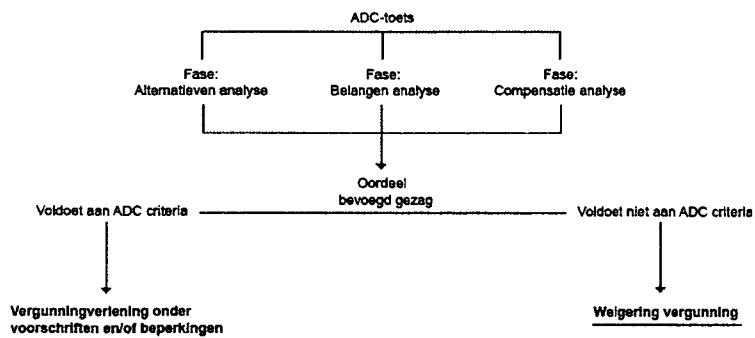 ADC-toets
Fase:
Alternatieven analyse
Fase:
Belangen analyse
Fase:
Compensatie analyse
Oordeel
bevoegd gezag
Voldoet aan ADC criteria
Voldoet niet aan ADC criteria
Vergunningverlening onder
voorschriften en/of beperkingen
Weigering vergunning